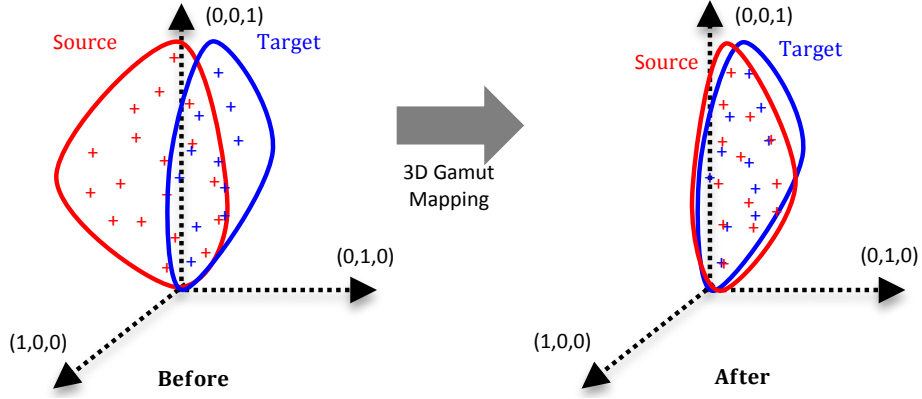 (0,0,1)
Source
Target
3D Gamut
Mapping
(0,1,0)
(1,0,0)
Before
(0,0,1)
Source
Target
(0,1,0)
(1,0,0)
After